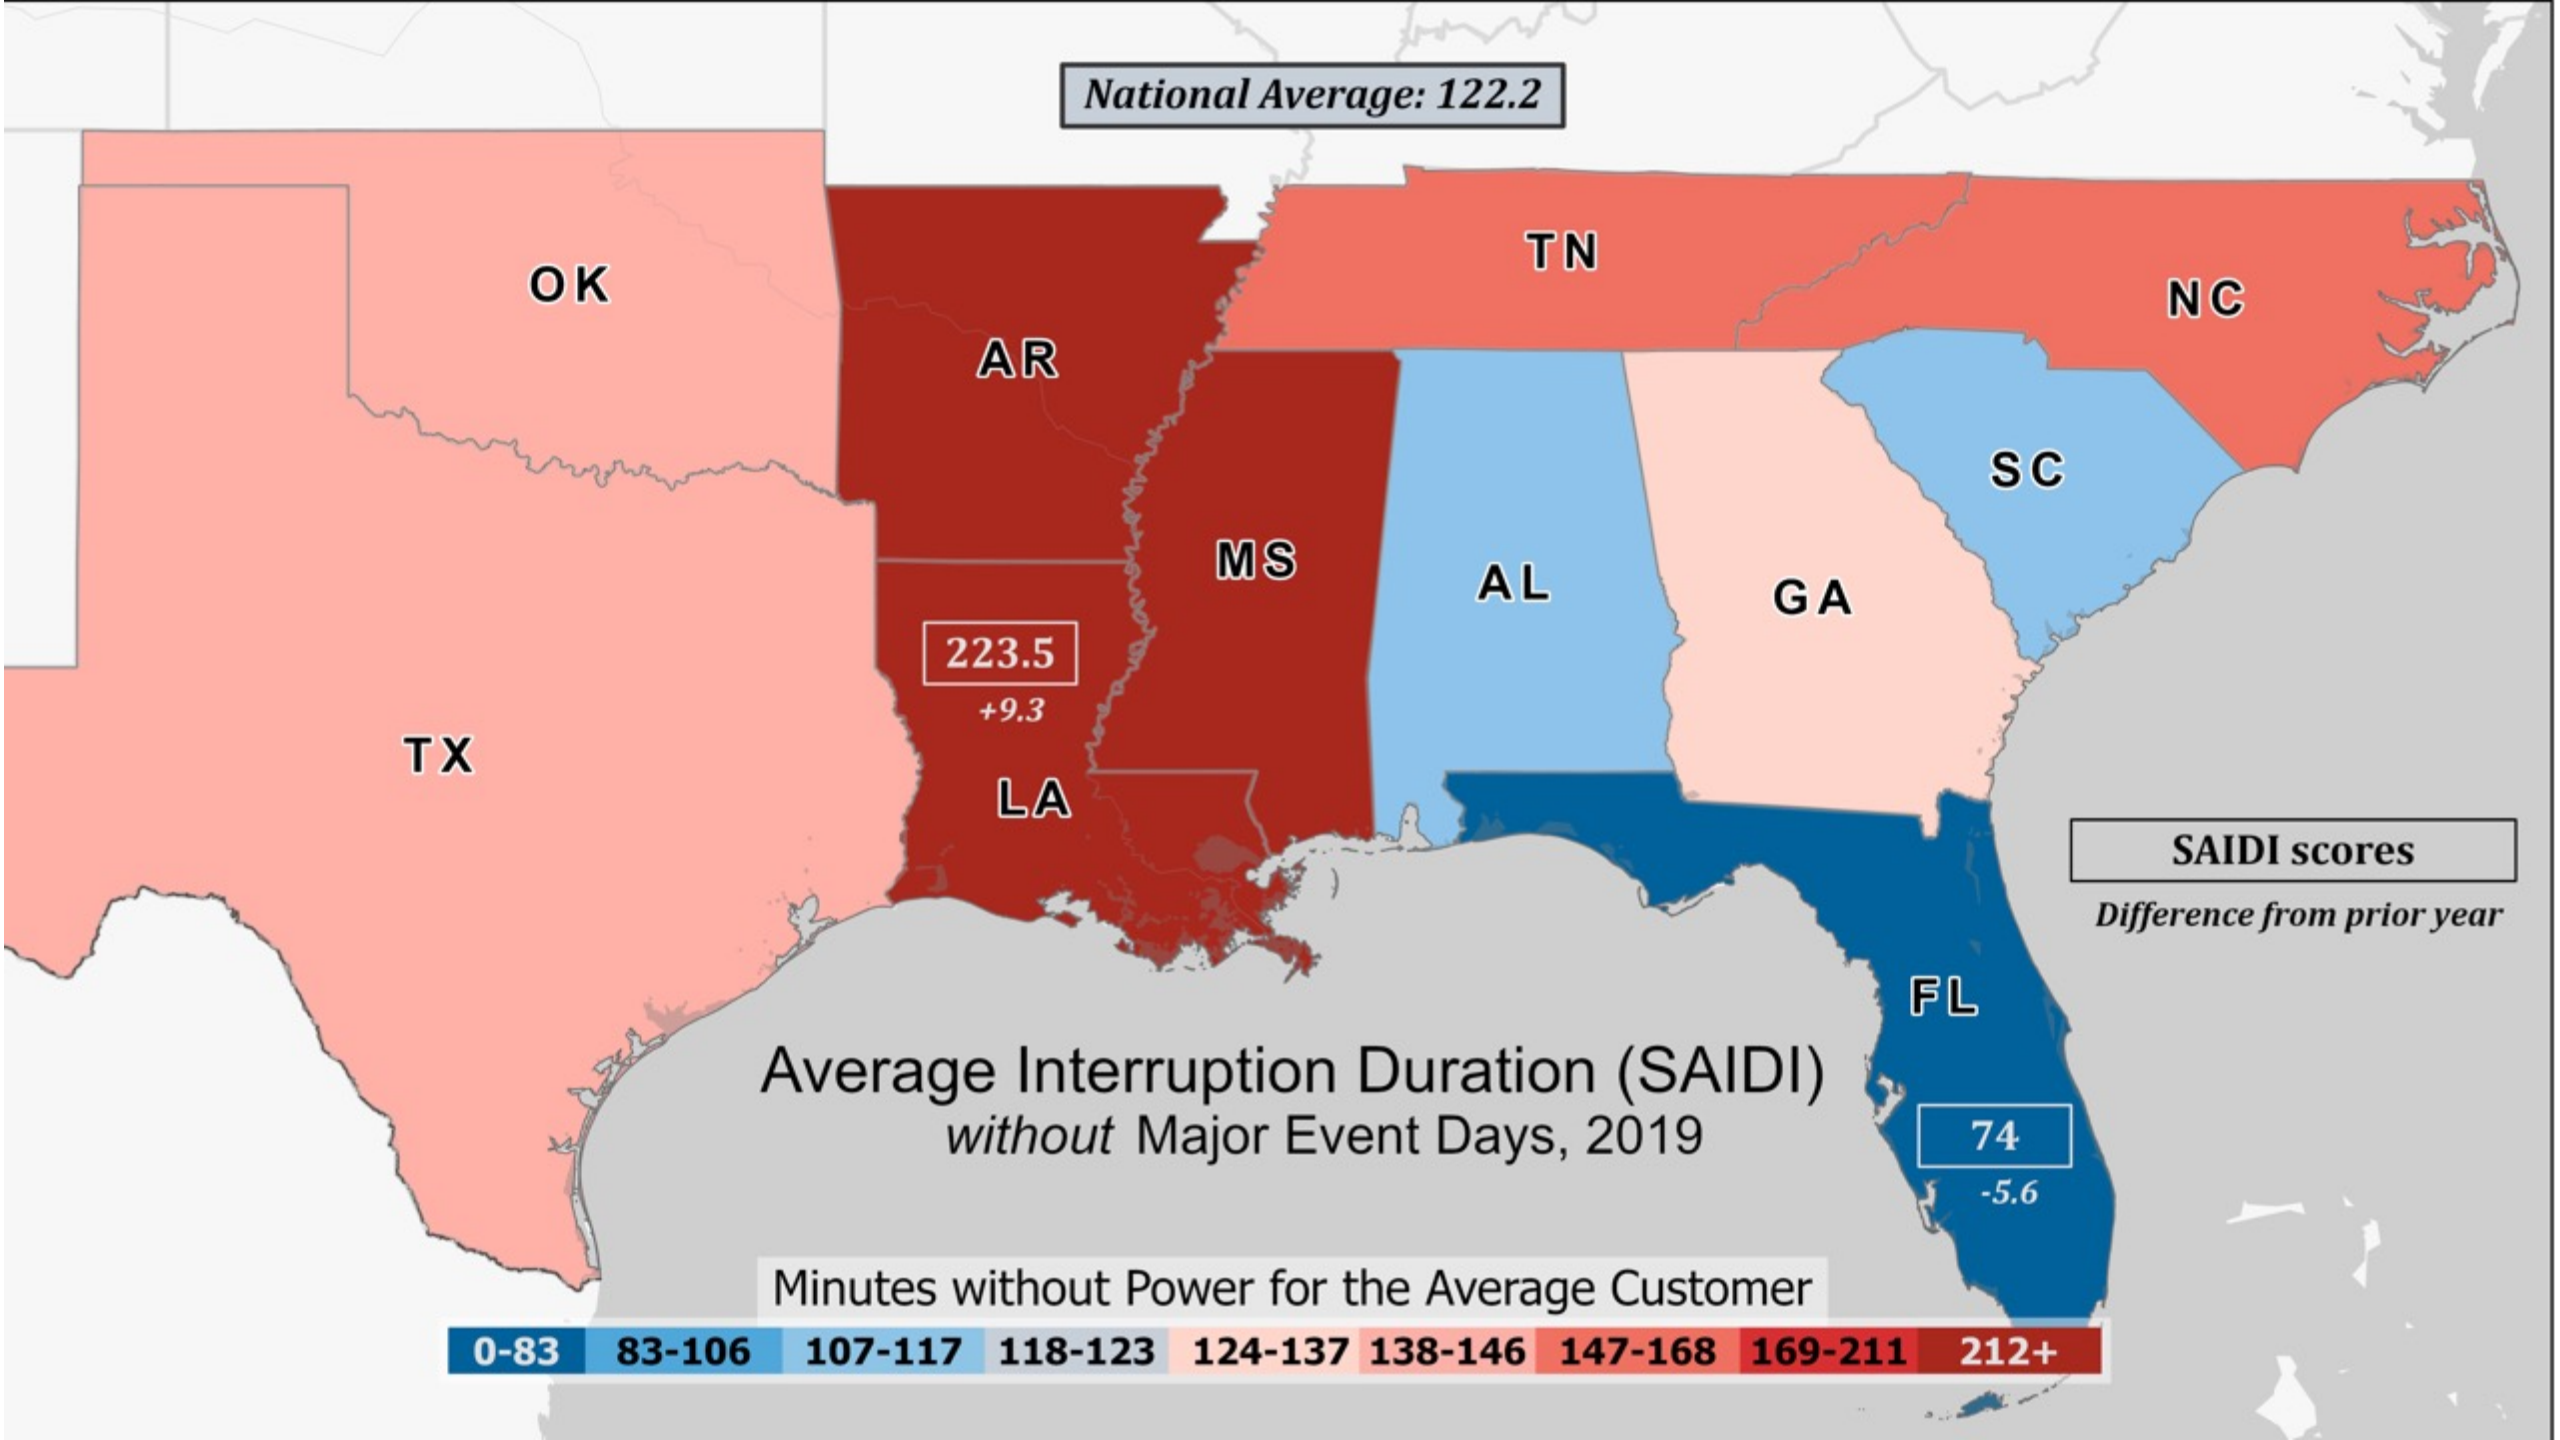 National Average: 122.2
OK
TN
NC
AR
SC
MS
AL
GA
223.5
+9.3
TX
LA
SAIDI scores
Difference from prior year
FL
Average Interruption Duration (SAIDI)
without Major Event Days, 2019
74
-5.6
Minutes without Power for the Average Customer
0-83 83-106 107-117 118-123 124-137 138-146 147-168 169-211 212+